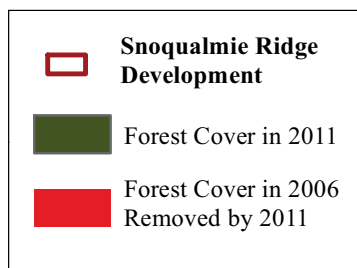 Snoqualmie Ridge
Development
Forest Cover in 2011
Forest Cover in 2006
Removed by 2011